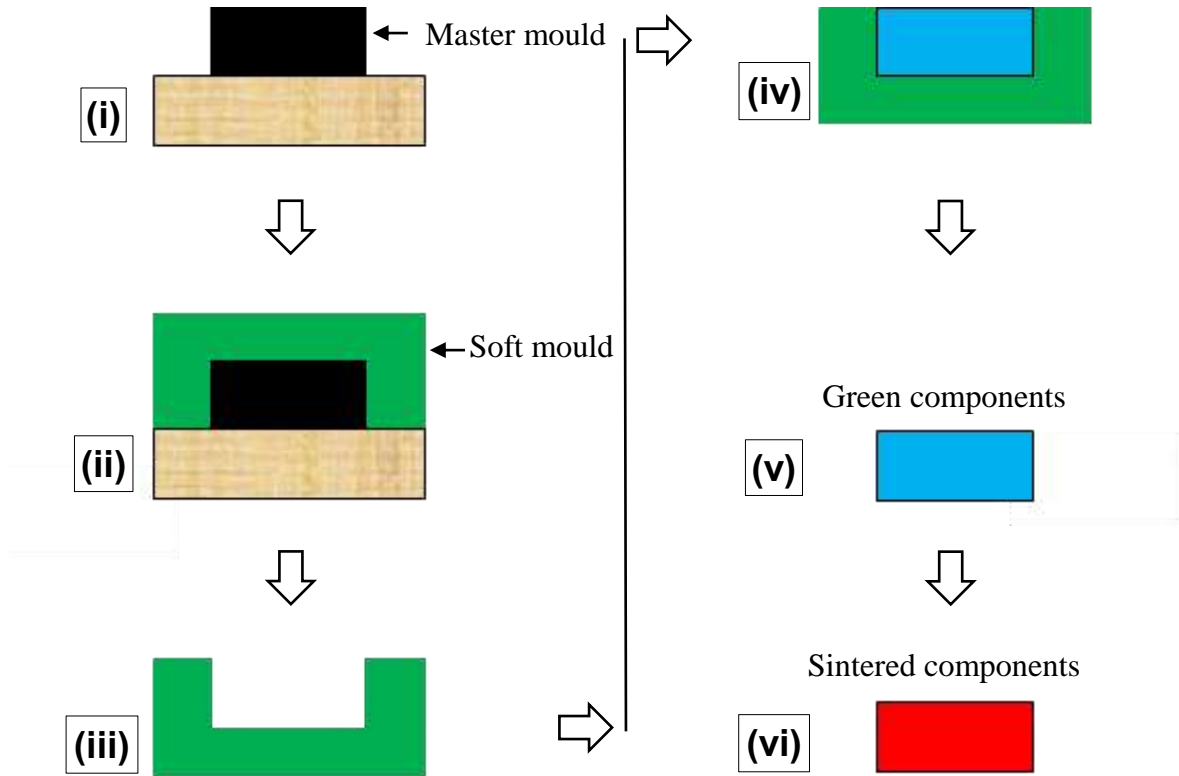 Master mould
(i)
Soft mould
(ii)
(iii)
(iv)
Green components
(v)
Sintered components
(vi)